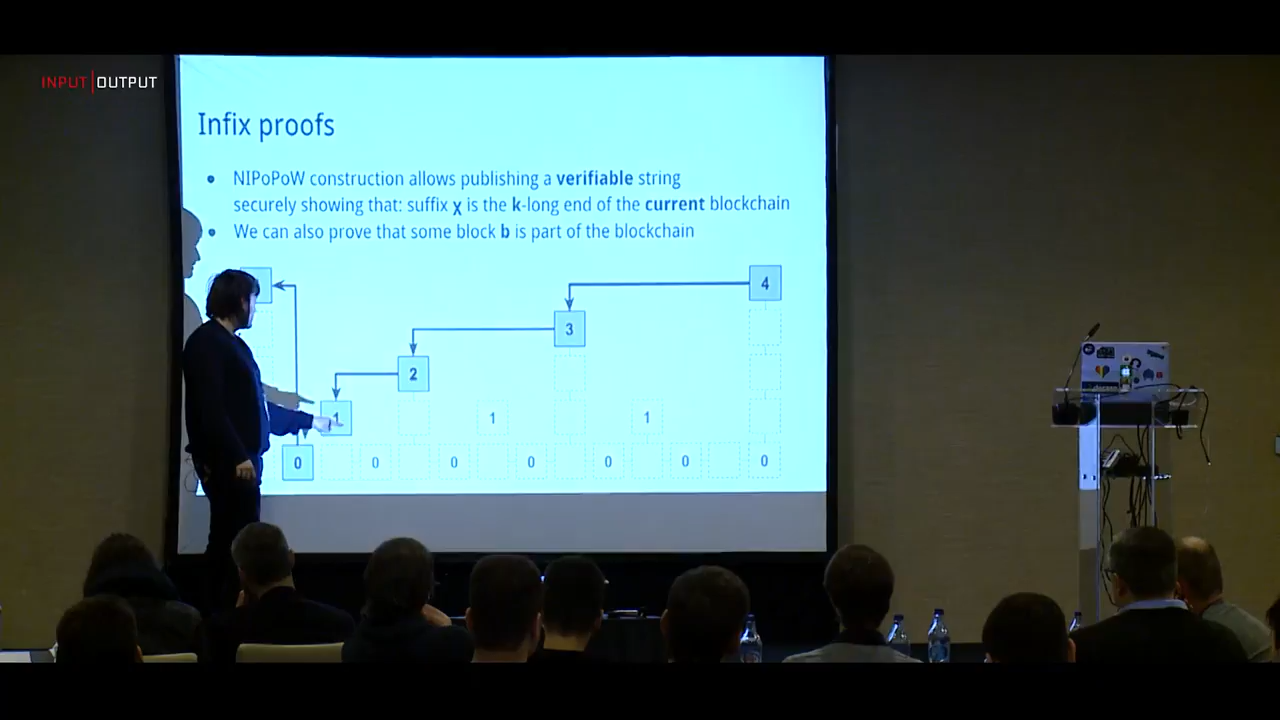 INPUT|OUTPUT
Infix proofs
• NIPoPoW construction allows publishing a verifiable string
securely showing that: suffix χ is the k-long end of the current blockchain
• We can also prove that some block b is part of the blockchain
4
3
2
1 1 1
0 0 0 0 0 0 0